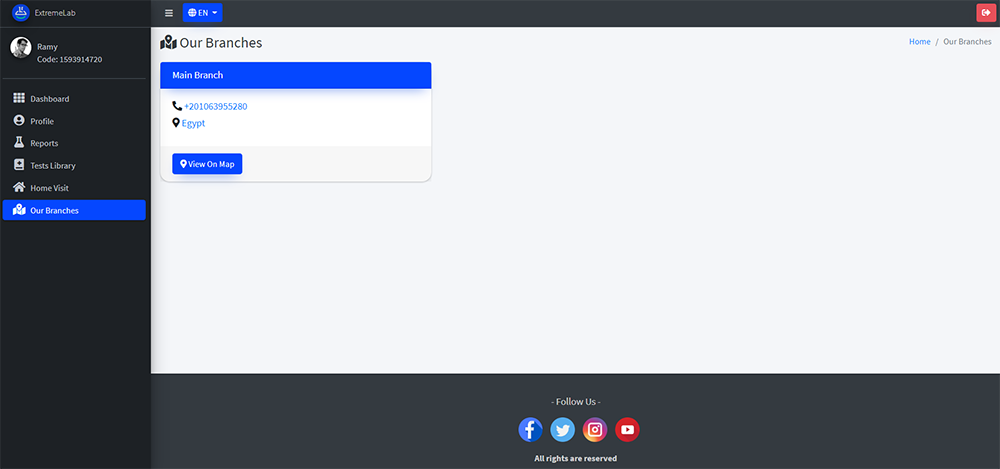 ExtremeLab
EN
Ramy
Code: 1593914720
Dashboard
Profile
Reports
Tests Library
Home Visit
Our Branches
Our Branches
Home / Our Branches
Main Branch
+201063955280
Egypt
View On Map
- Follow Us -
All rights are reserved